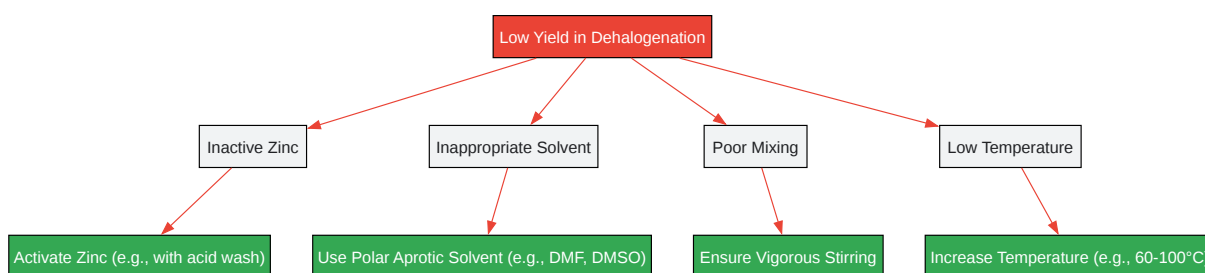 Low Yield in Dehalogenation
Inactive Zinc
Inappropriate Solvent
Poor Mixing
Low Temperature
Activate Zinc (e.g., with acid wash)
Use Polar Aprotic Solvent (e.g., DMF, DMSO)
Ensure Vigorous Stirring
Increase Temperature (e.g., 60-100°C